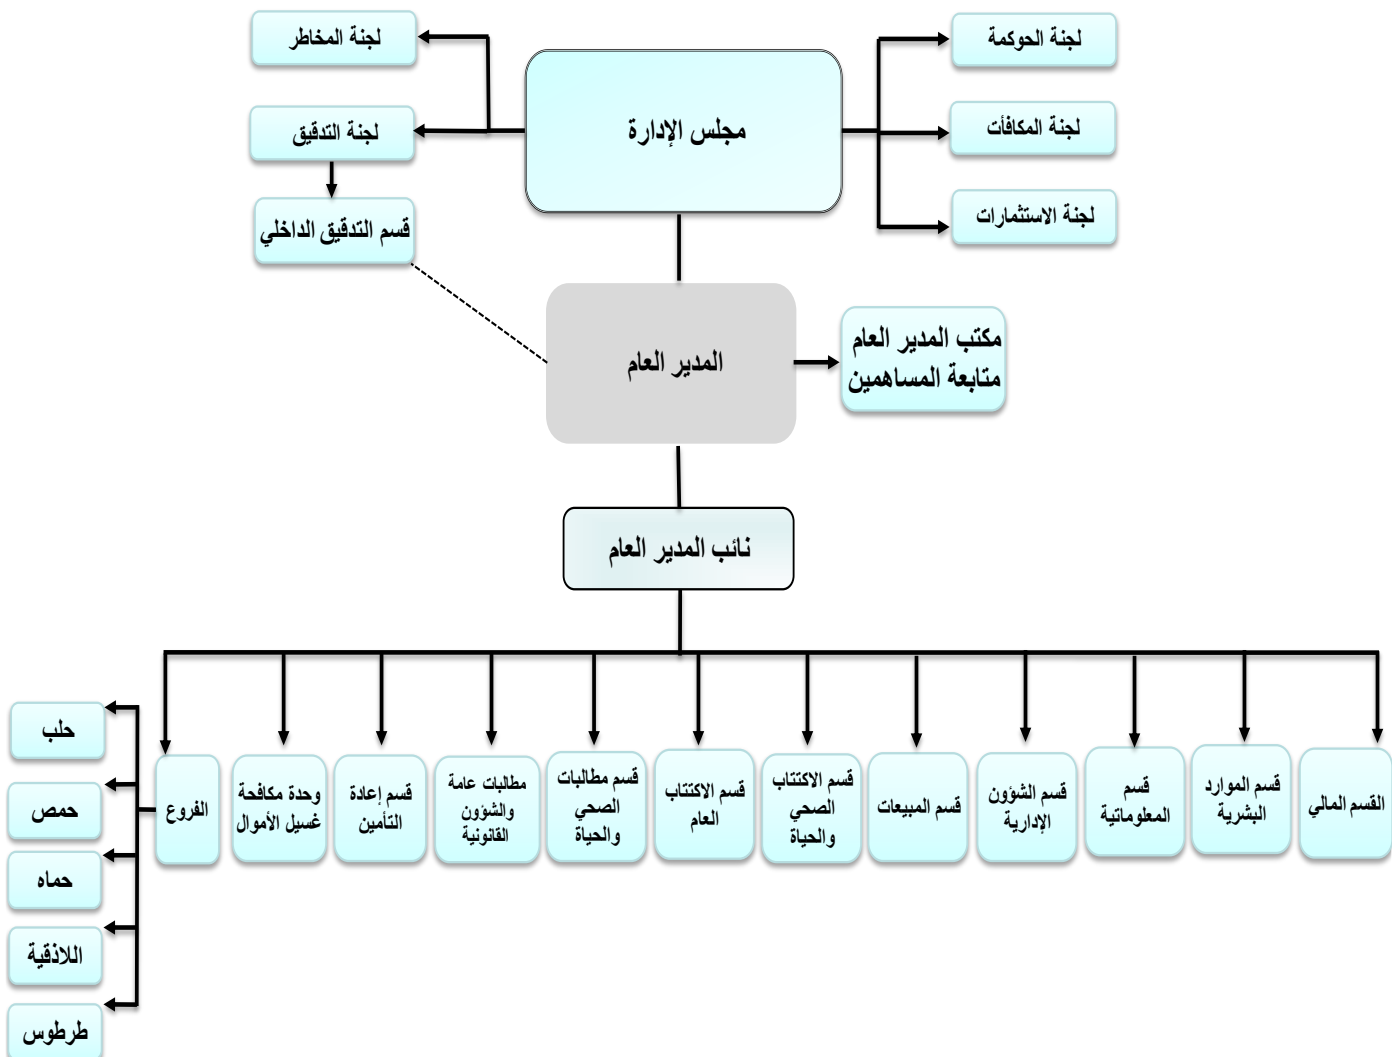 لجنة الحوكمة
لجنة المخاطر
لجنة المكافأت
مجلس الإدارة
لجنة التدقيق
لجنة الاستثمارات
قسم التدقيق الداخلي
مكتب المدير العام
متابعة المساهمين
المدير العام
نائب المدير العام
القسم المالي
قسم الموارد
البشرية
قسم
المعلوماتية
قسم الشؤون
الإدارية
قسم المبيعات
قسم الاكتتاب
الصحي
والحياة
قسم الاكتتاب
العام
قسم مطالبات
الصحي
والحياة
مطالبات عامة
والشؤون
القانونية
قسم إعادة
التأمين
وحدة مكافحة
غسيل الأموال
الفروع
حلب
حمص
حماه
اللاذقية
طرطوس